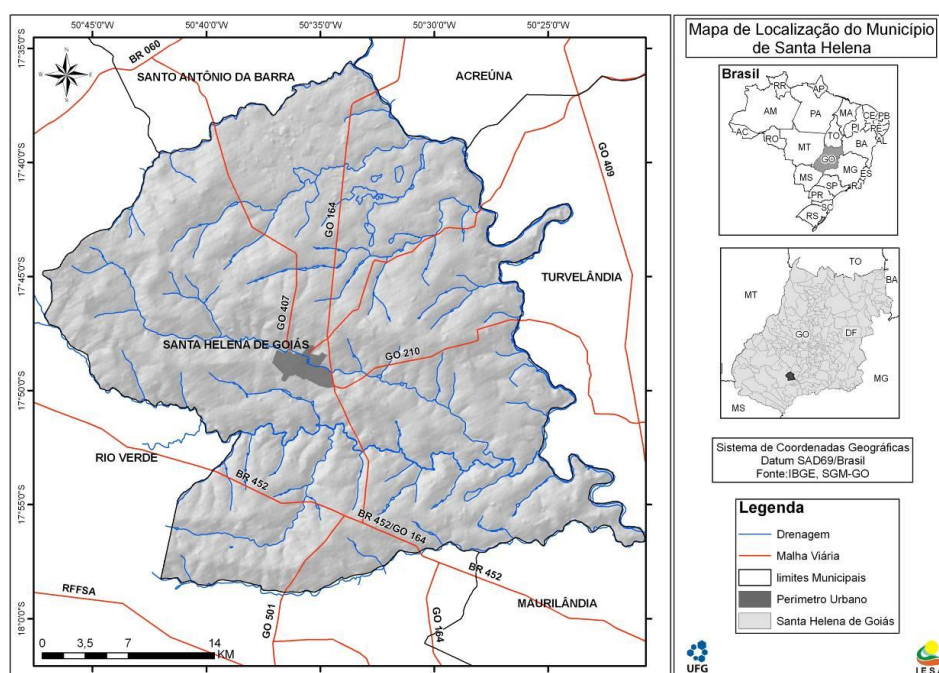 50°45'0"O 50°40'0"O 50°35'0"O 50°30'0"O 50°25'0"O
17°35'0"S
17°40'0"S
17°45'0"S
17°50'0"S
17°55'0"S
18°0'0"S
N
W E
S
BR 060
SANTO ANTÔNIO DA BARRA
ACREÚNA
GO 409
GO 164
TURVELÂNDIA
GO 407
SANTA HELENA DE GOIÁS
GO 210
RIO VERDE
BR 452
BR 452/GO 164
BR 452
RFFSA
MAURILÂNDIA
GO 501
GO 164
0 3,5 7 14
KM
Mapa de Localização do Município
de Santa Helena
Brasil
RR AP
AM PA MA CE PB
PI PE
AC RO TO AL
MT BA
GO
MG ES
MS SP RJ
PR
SC
RS
TO
BA
MT
GO DF
MG
MS
Sistema de Coordenadas Geográficas
Datum SAD69/Brasil
Fonte:IBGE, SGM-GO
Legenda
Drenagem
Malha Viária
limites Municipais
Perímetro Urbano
Santa Helena de Goiás
UFG
I.E.S.A